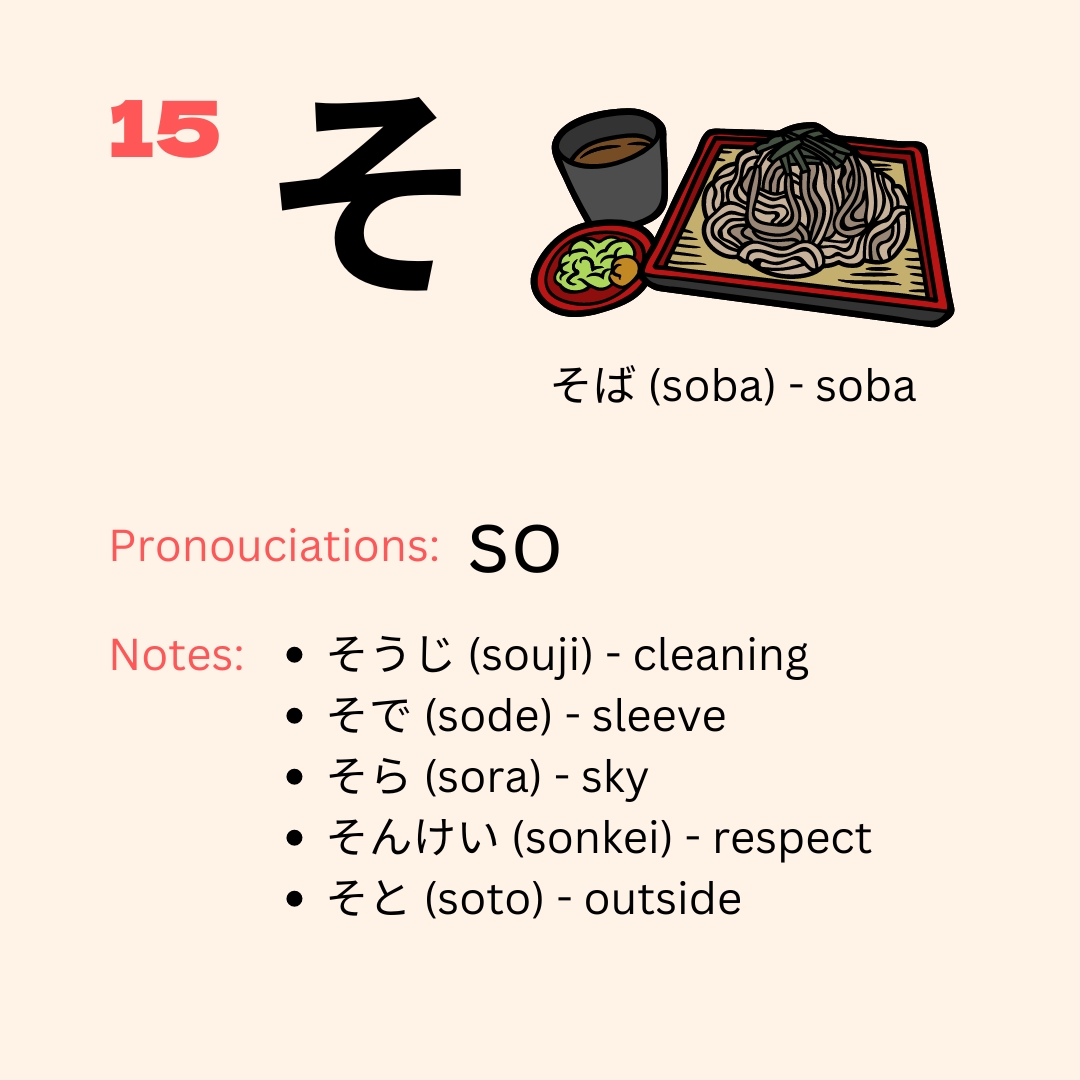 15
そ
そば (soba) - soba
Pronouciations: so
Notes:
• そうじ (souji) - cleaning
• そで (sode) - sleeve
• そら (sora) - sky
• そんけい (sonkei) - respect
• そと (soto) - outside